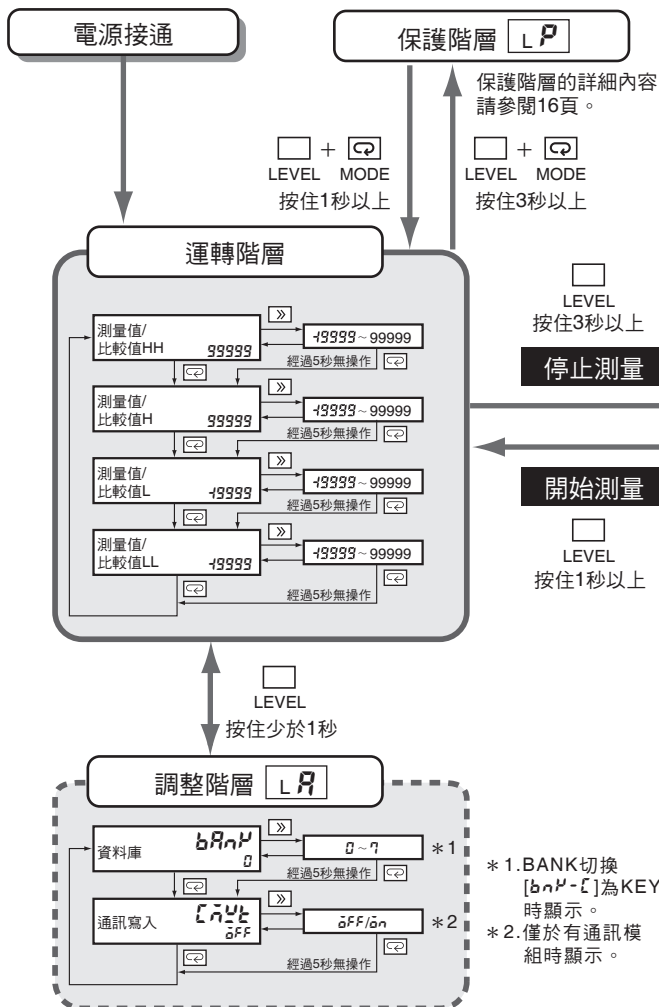 電源接通
保護階層 L P
保護階層的詳細內容
請參閱16頁。
+
LEVEL MODE
按住1秒以上
+
LEVEL MODE
按住3秒以上
運轉階層
LEVEL
按住3秒以上
停止測量
開始測量
LEVEL
按住1秒以上
測量值/
比較值HH 99999
-19999~99999
經過5秒無操作
測量值/
比較值H 99999
-19999~99999
經過5秒無操作
測量值/
比較值L -19999
-19999~99999
經過5秒無操作
測量值/
比較值LL -19999
-19999~99999
經過5秒無操作
LEVEL
按住少於1秒
調整階層 L A
資料庫 bAnK
0
0~7 *1
經過5秒無操作
通訊寫入 CMWt
oFF
oFF/on *2
經過5秒無操作
*1.BANK切換
[bnK-C]為KEY
時顯示。
*2.僅於有通訊模
組時顯示。